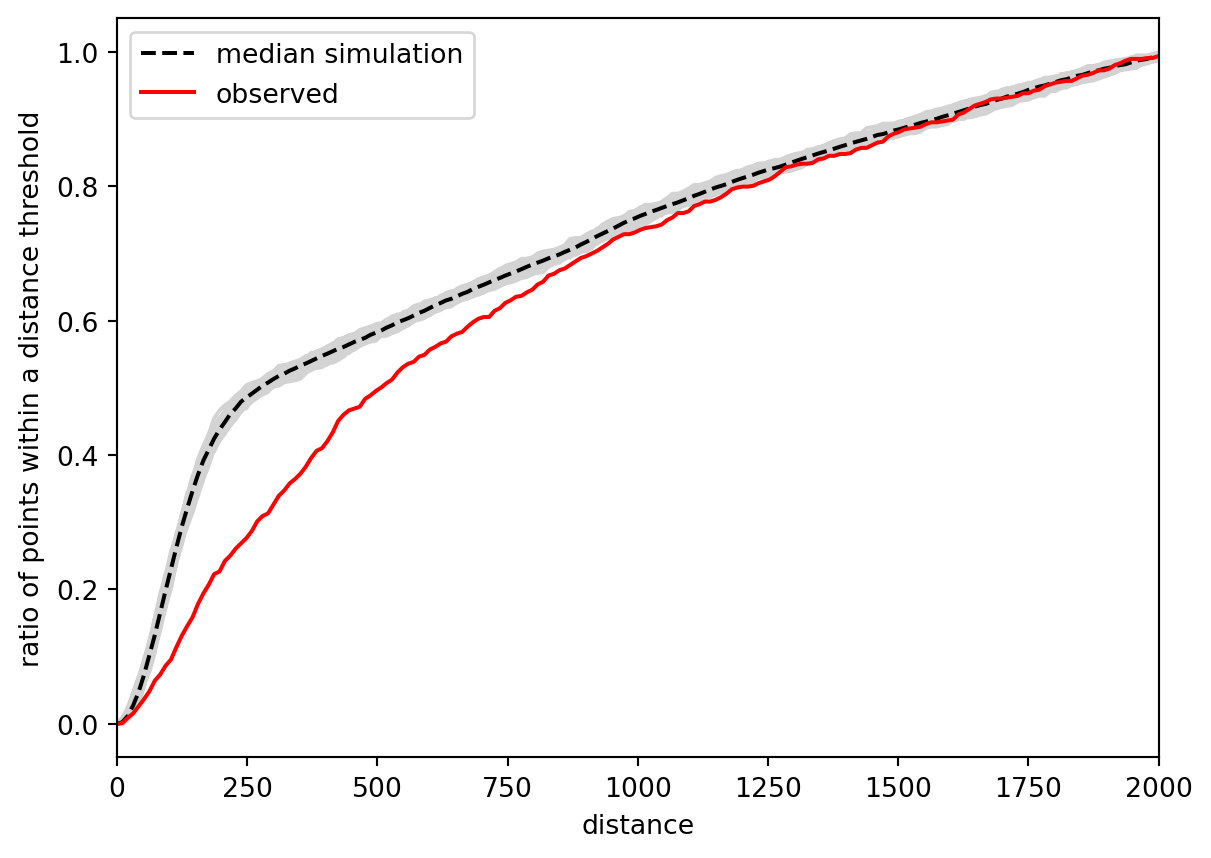 median simulation
observed
ratio of points within a distance threshold
1.0
0.8
0.6
0.4
0.2
0.0
0 250 500 750 1000 1250 1500 1750 2000
distance